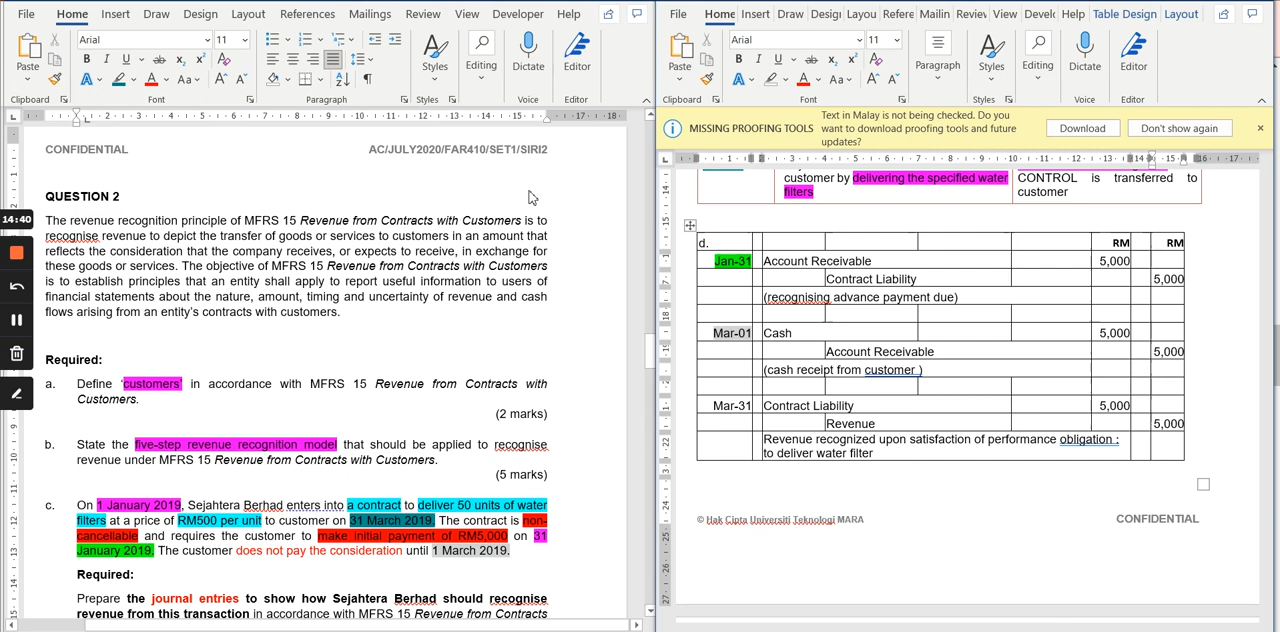 File Home Insert Draw Design Layout References Mailings Review View Developer Help
Arial 11
Paste Styles Editing Dictate Editor
Clipboard Font Paragraph Styles Voice Editor
CONFIDENTIAL AC/JULY2020/FAR410/SET1/SIRI2
QUESTION 2
The revenue recognition principle of MFRS 15 Revenue from Contracts with Customers is to
recognise revenue to depict the transfer of goods or services to customers in an amount that
reflects the consideration that the company receives, or expects to receive, in exchange for
these goods or services. The objective of MFRS 15 Revenue from Contracts with Customers
is to establish principles that an entity shall apply to report useful information to users of
financial statements about the nature, amount, timing and uncertainty of revenue and cash
flows arising from an entity's contracts with customers.
14:40
Required:
a. Define 'customers' in accordance with MFRS 15 Revenue from Contracts with
Customers.
(2 marks)
b. State the five-step revenue recognition model that should be applied to recognise
revenue under MFRS 15 Revenue from Contracts with Customers.
(5 marks)
c. On 1 January 2019, Sejahtera Berhad enters into a contract to deliver 50 units of water
filters at a price of RM500 per unit to customer on 31 March 2019. The contract is non-
cancellable and requires the customer to make initial payment of RM5,000 on 31
January 2019. The customer does not pay the consideration until 1 March 2019.
Required:
Prepare the journal entries to show how Sejahtera Berhad should recognise
revenue from this transaction in accordance with MFRS 15 Revenue from Contracts
File Home Insert Draw Desig Layou Refere Mailin Reviev View Develc Help Table Design Layout
Arial 11
Paste Paragraph Styles Editing Dictate Editor
Clipboard Font Styles Voice Editor
MISSING PROOFING TOOLS Text in Malay is not being checked. Do you
want to download proofing tools and future
updates?
Download Don't show again
customer by delivering the specified water
filters
CONTROL is transferred to
customer
d. RM RM
Jan-31 Account Receivable 5,000
Contract Liability 5,000
(recognising advance payment due)
Mar-01 Cash 5,000
Account Receivable 5,000
(cash receipt from customer )
Mar-31 Contract Liability 5,000
Revenue 5,000
Revenue recognized upon satisfaction of performance obligation :
to deliver water filter
© Hak Cipta Universiti Teknologi MARA CONFIDENTIAL